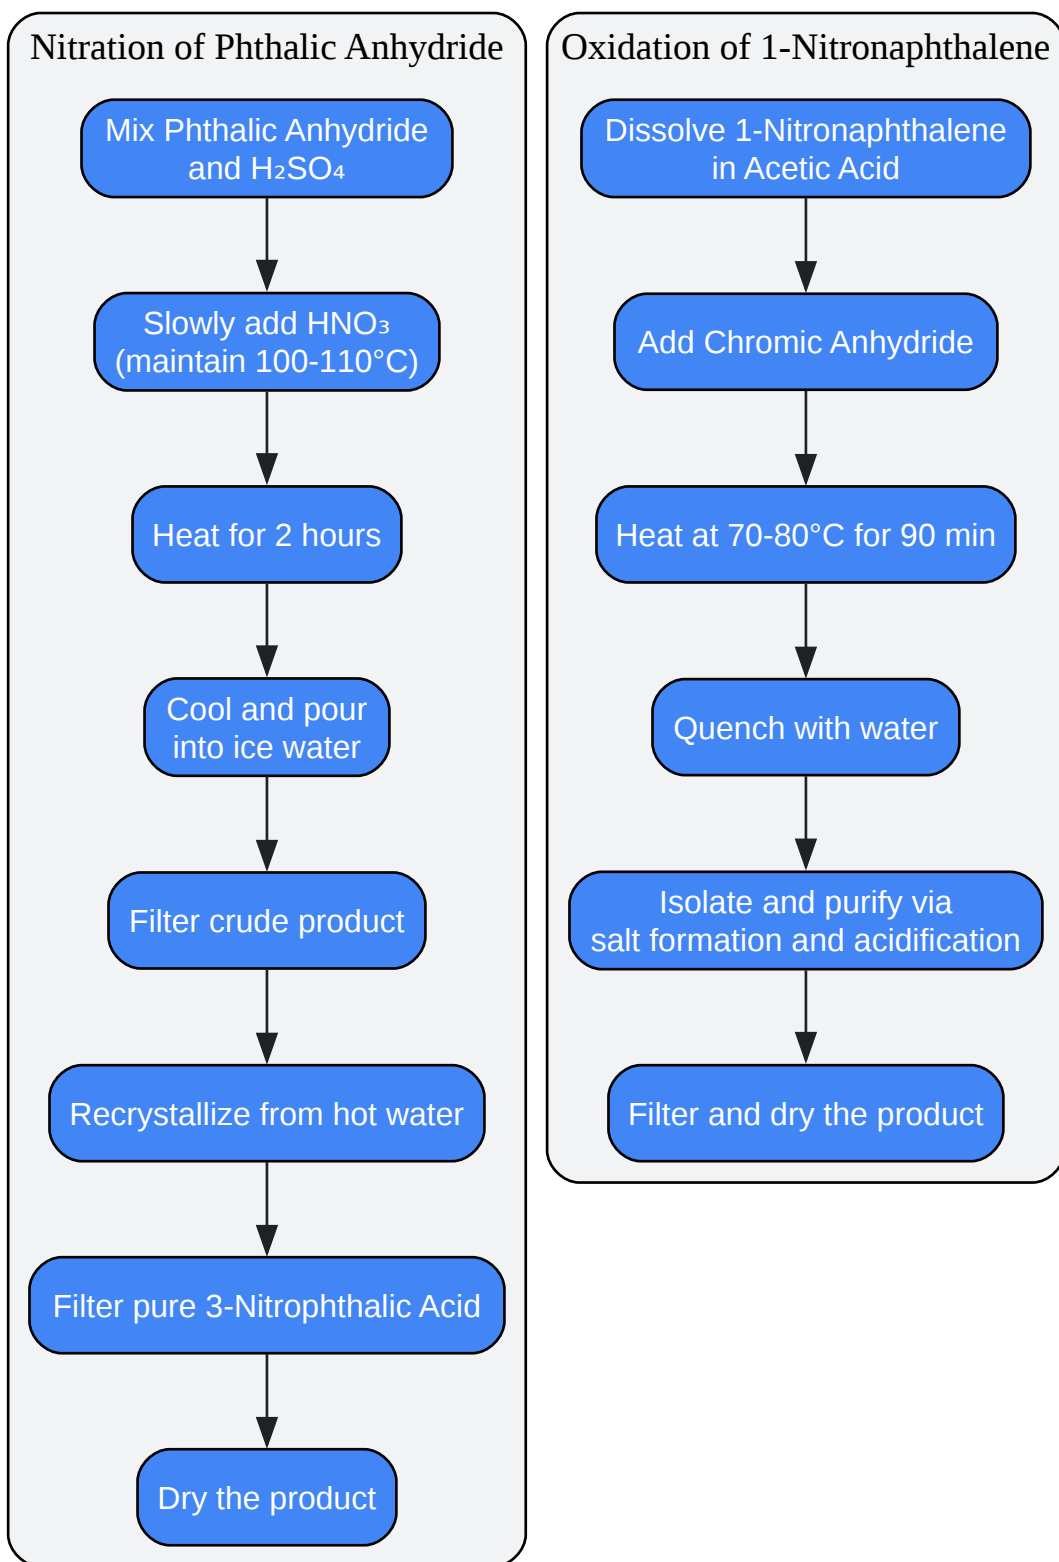 Nitration of Phthalic Anhydride
Mix Phthalic Anhydride
and H₂SO₄
Slowly add HNO₃
(maintain 100-110°C)
Heat for 2 hours
Cool and pour
into ice water
Filter crude product
Recrystallize from hot water
Filter pure 3-Nitrophthalic Acid
Dry the product
Oxidation of 1-Nitronaphthalene
Dissolve 1-Nitronaphthalene
in Acetic Acid
Add Chromic Anhydride
Heat at 70-80°C for 90 min
Quench with water
Isolate and purify via
salt formation and acidification
Filter and dry the product